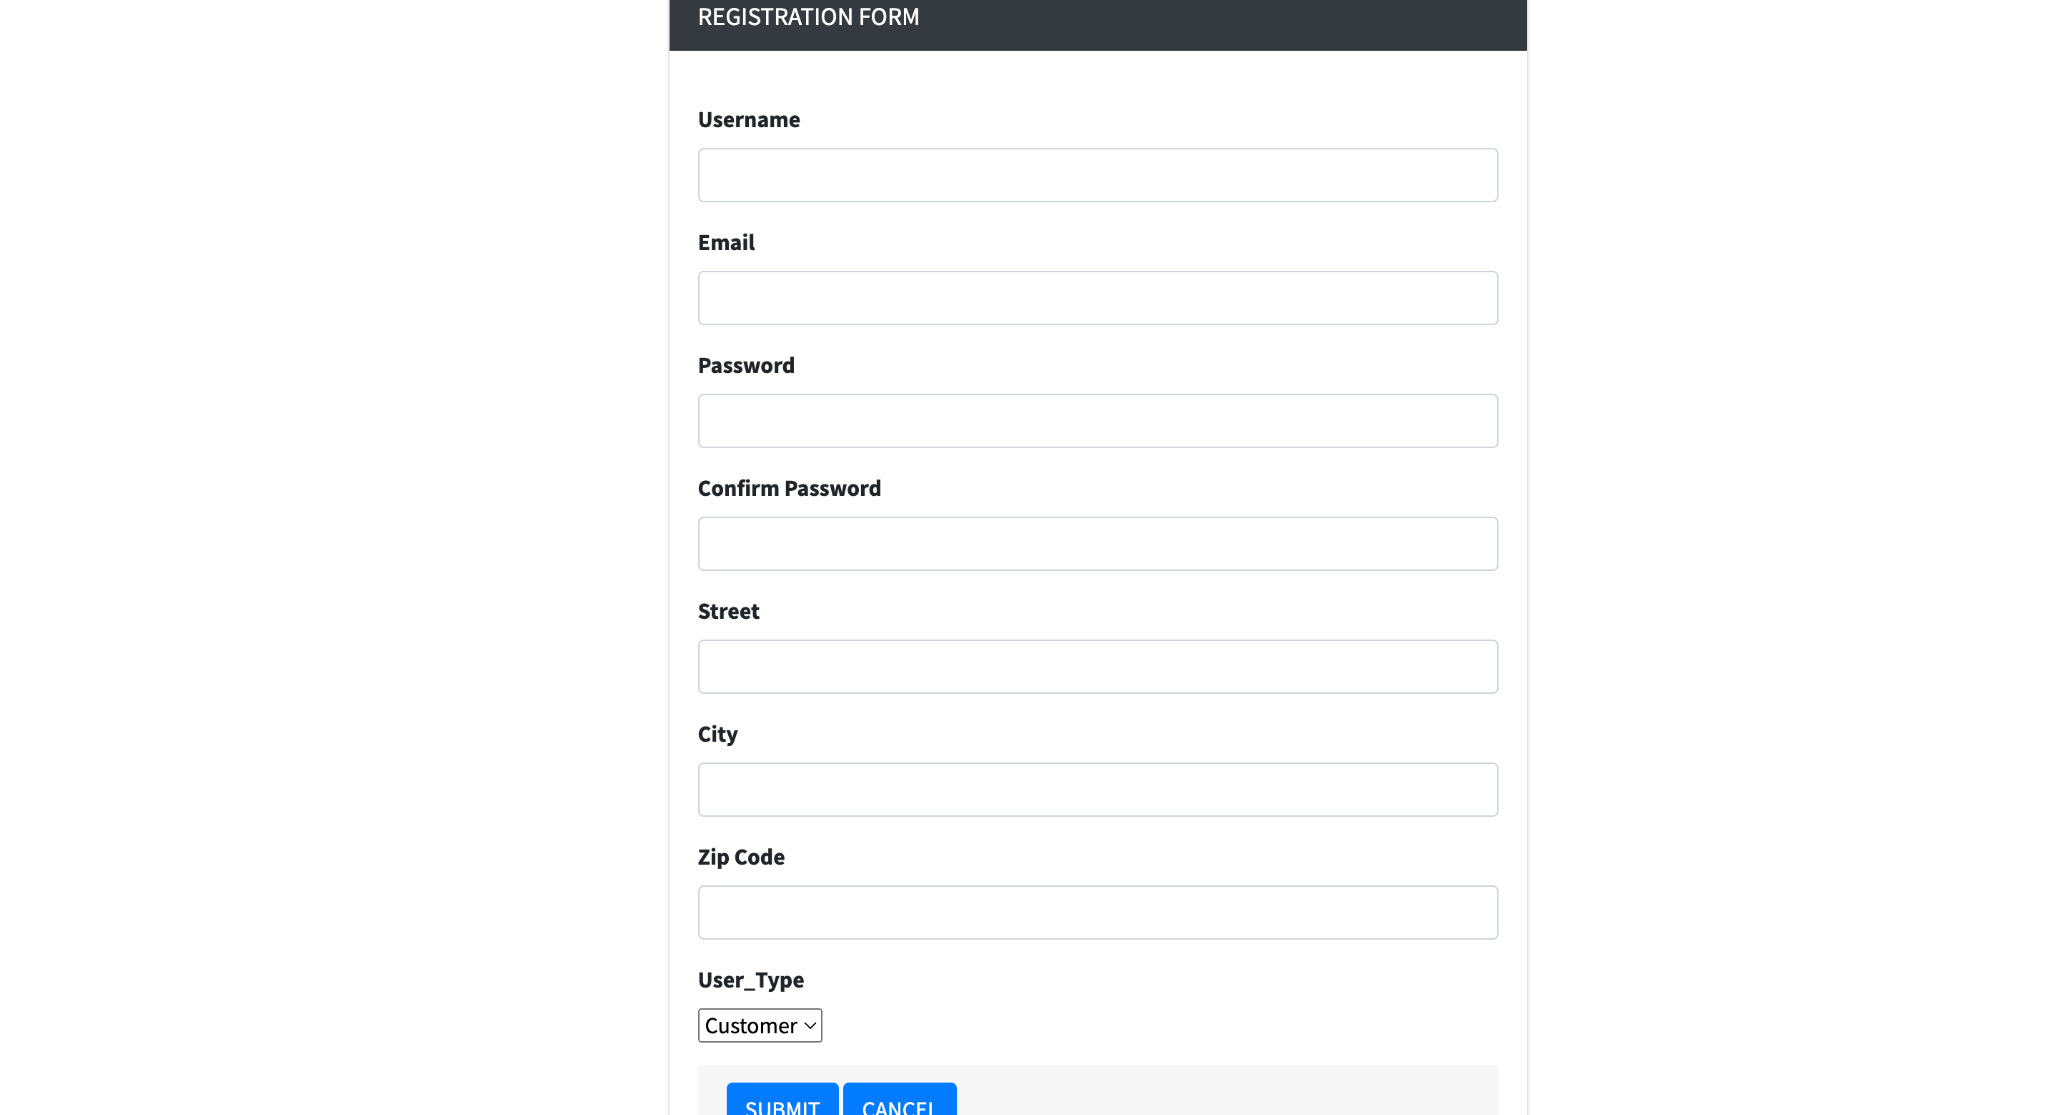 REGISTRATION FORM
Username
Email
Password
Confirm Password
Street
City
Zip Code
User_Type
Customer
SUBMIT CANCEL